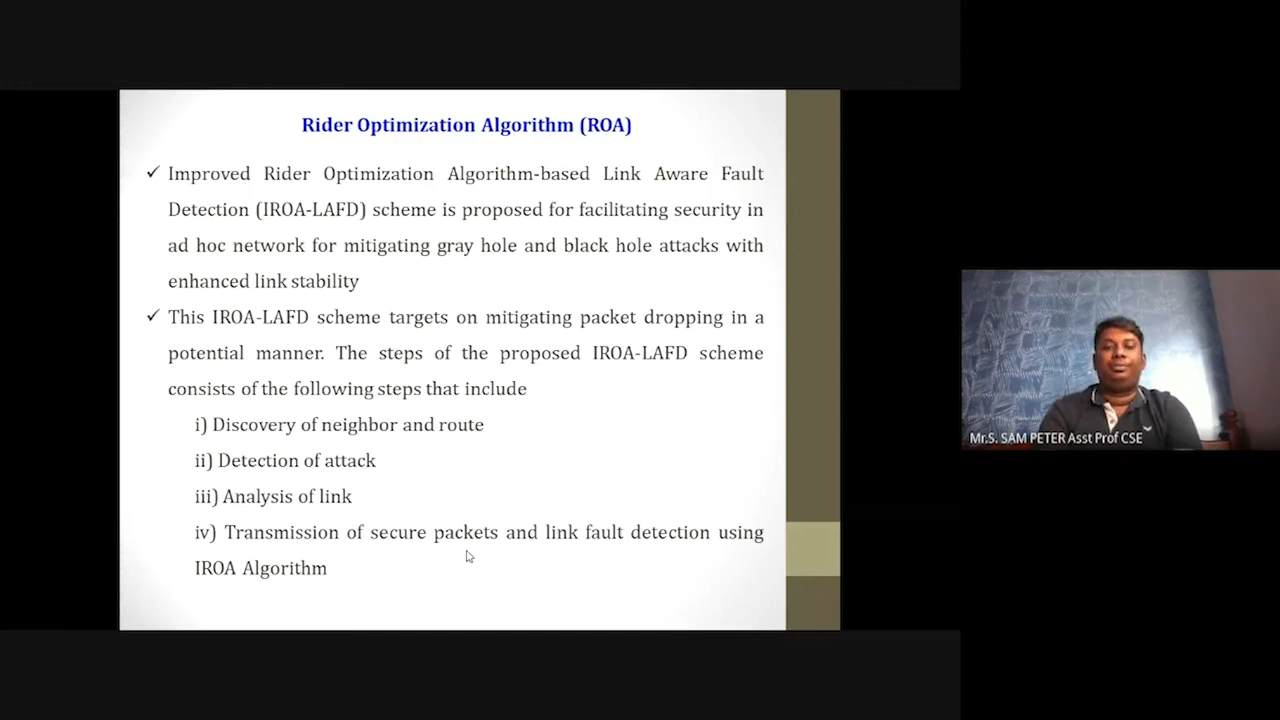 Rider Optimization Algorithm (ROA)
✓ Improved Rider Optimization Algorithm-based Link Aware Fault
Detection (IROA-LAFD) scheme is proposed for facilitating security in
ad hoc network for mitigating gray hole and black hole attacks with
enhanced link stability
✓ This IROA-LAFD scheme targets on mitigating packet dropping in a
potential manner. The steps of the proposed IROA-LAFD scheme
consists of the following steps that include
i) Discovery of neighbor and route
ii) Detection of attack
iii) Analysis of link
iv) Transmission of secure packets and link fault detection using
IROA Algorithm
Mr.S. SAM PETER Asst Prof CSE